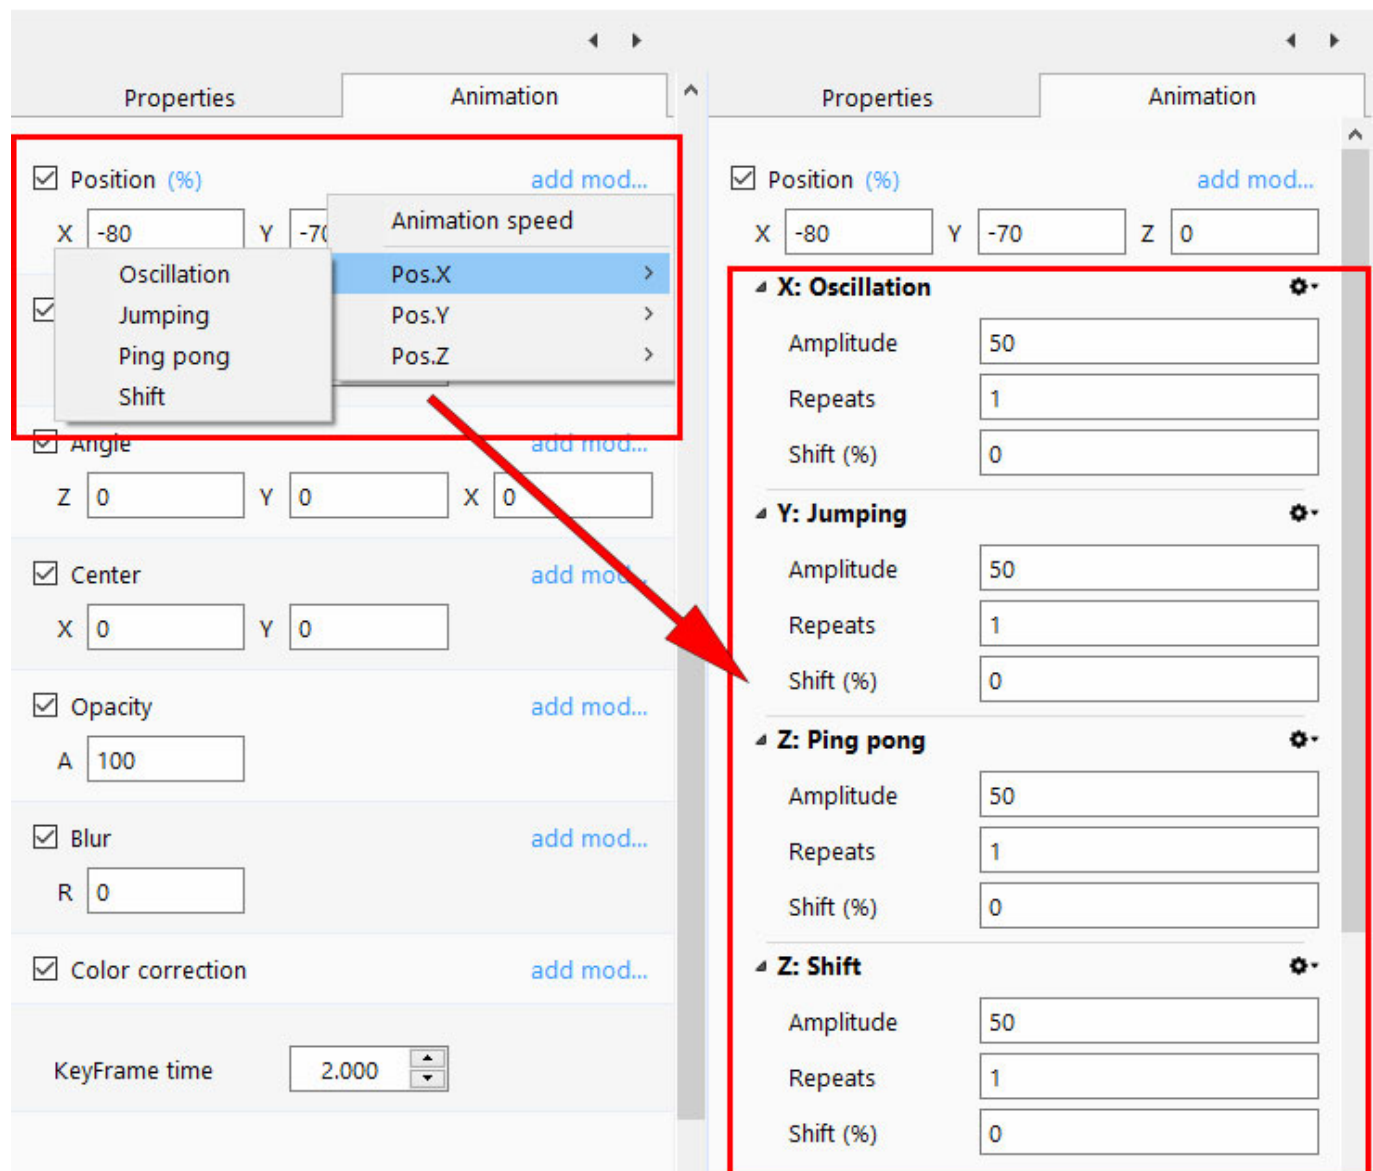 Properties Animation
Position (%) add mod...
X -80 Y -70
Animation speed
Pos.X
Pos.Y
Pos.Z
Oscillation
Jumping
Ping pong
Shift
Angle add mod...
Z 0 Y 0 X 0
Center add mod...
X 0 Y 0
Opacity add mod...
A 100
Blur add mod...
R 0
Color correction add mod...
KeyFrame time 2.000
Properties Animation
Position (%) add mod...
X -80 Y -70 Z 0
X: Oscillation
Amplitude 50
Repeats 1
Shift (%) 0
Y: Jumping
Amplitude 50
Repeats 1
Shift (%) 0
Z: Ping pong
Amplitude 50
Repeats 1
Shift (%) 0
Z: Shift
Amplitude 50
Repeats 1
Shift (%) 0